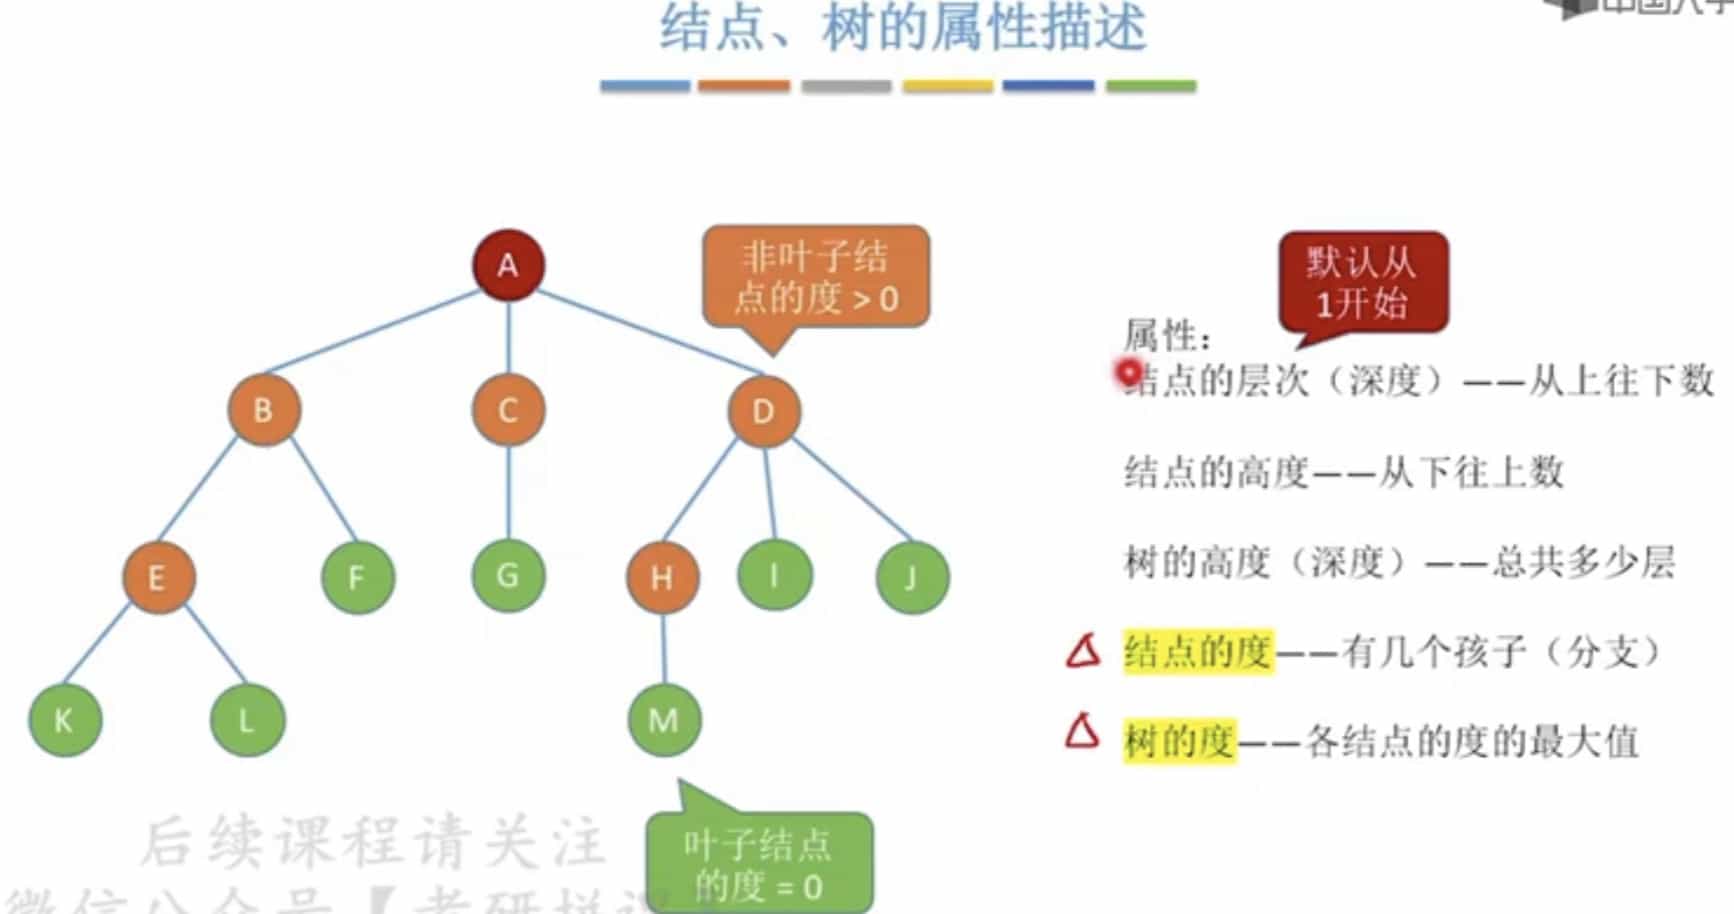 结点、树的属性描述
A
非叶子结
点的度 > 0
默认从
1开始
属性：
结点的层次（深度）——从上往下数
B
C
D
结点的高度——从下往上数
E
F
G
H
I
J
树的高度（深度）——总共多少层
结点的度——有几个孩子（分支）
K
L
M
树的度——各结点的度的最大值
后续课程请关注
叶子结点
的度 = 0
微信公众号【考研